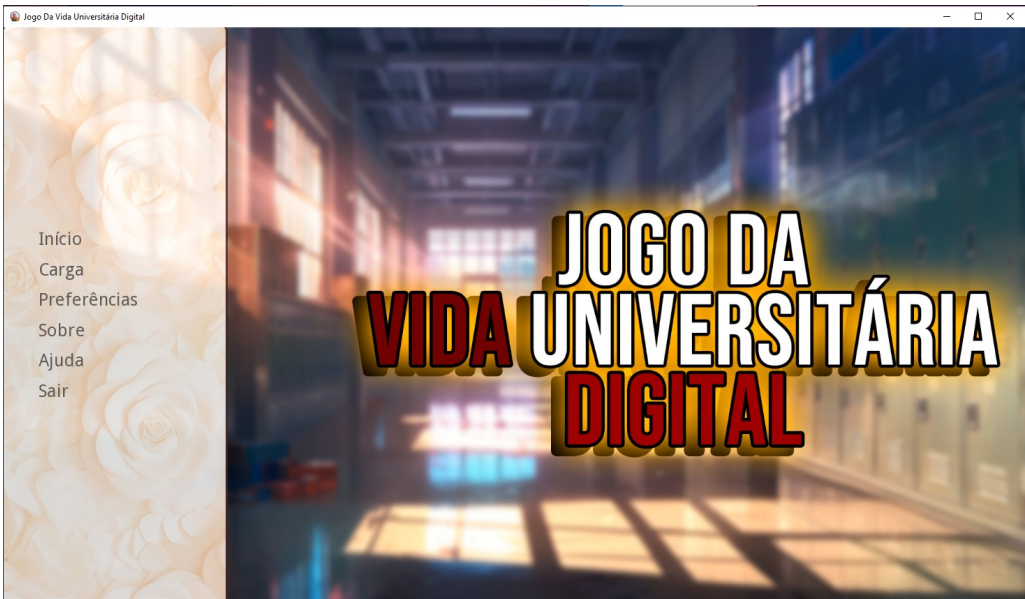 Jogo Da Vida Universitária Digital
Início
Carga
Preferências
Sobre
Ajuda
Sair
JOGO DA
VIDA UNIVERSITÁRIA
DIGITAL